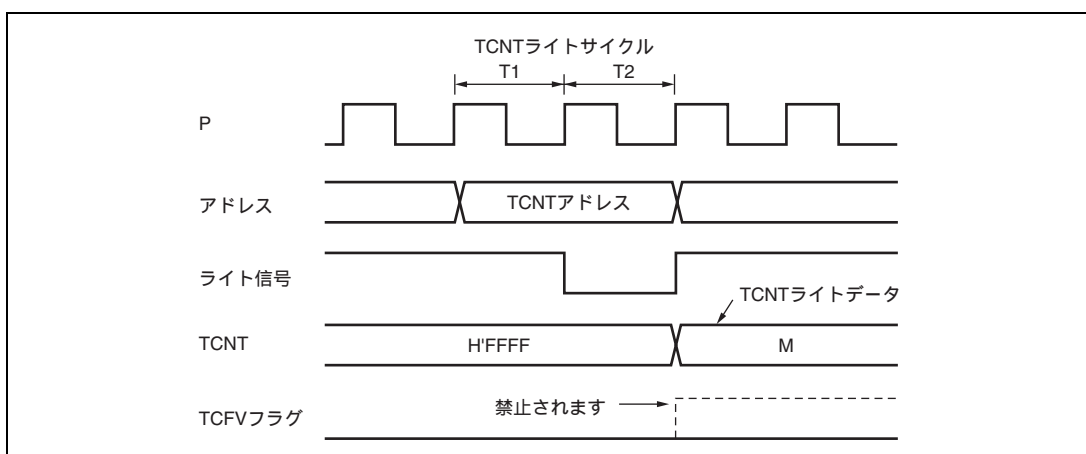 TCNTライトサイクル
T1 T2
P
アドレス TCNTアドレス
ライト信号
TCNTライトデータ
TCNT H'FFFF M
禁止されます
TCFVフラグ